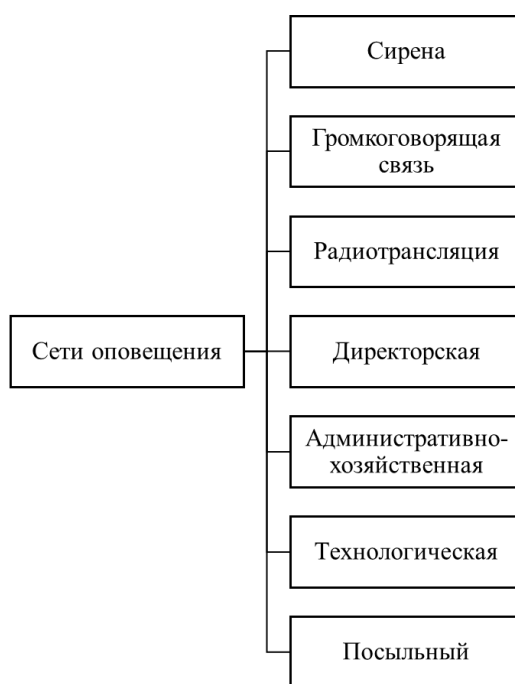 Сирена
Громкоговорящая
связь
Радиотрансляция
Сети оповещения
Директорская
Административно-
хозяйственная
Технологическая
Посыльный